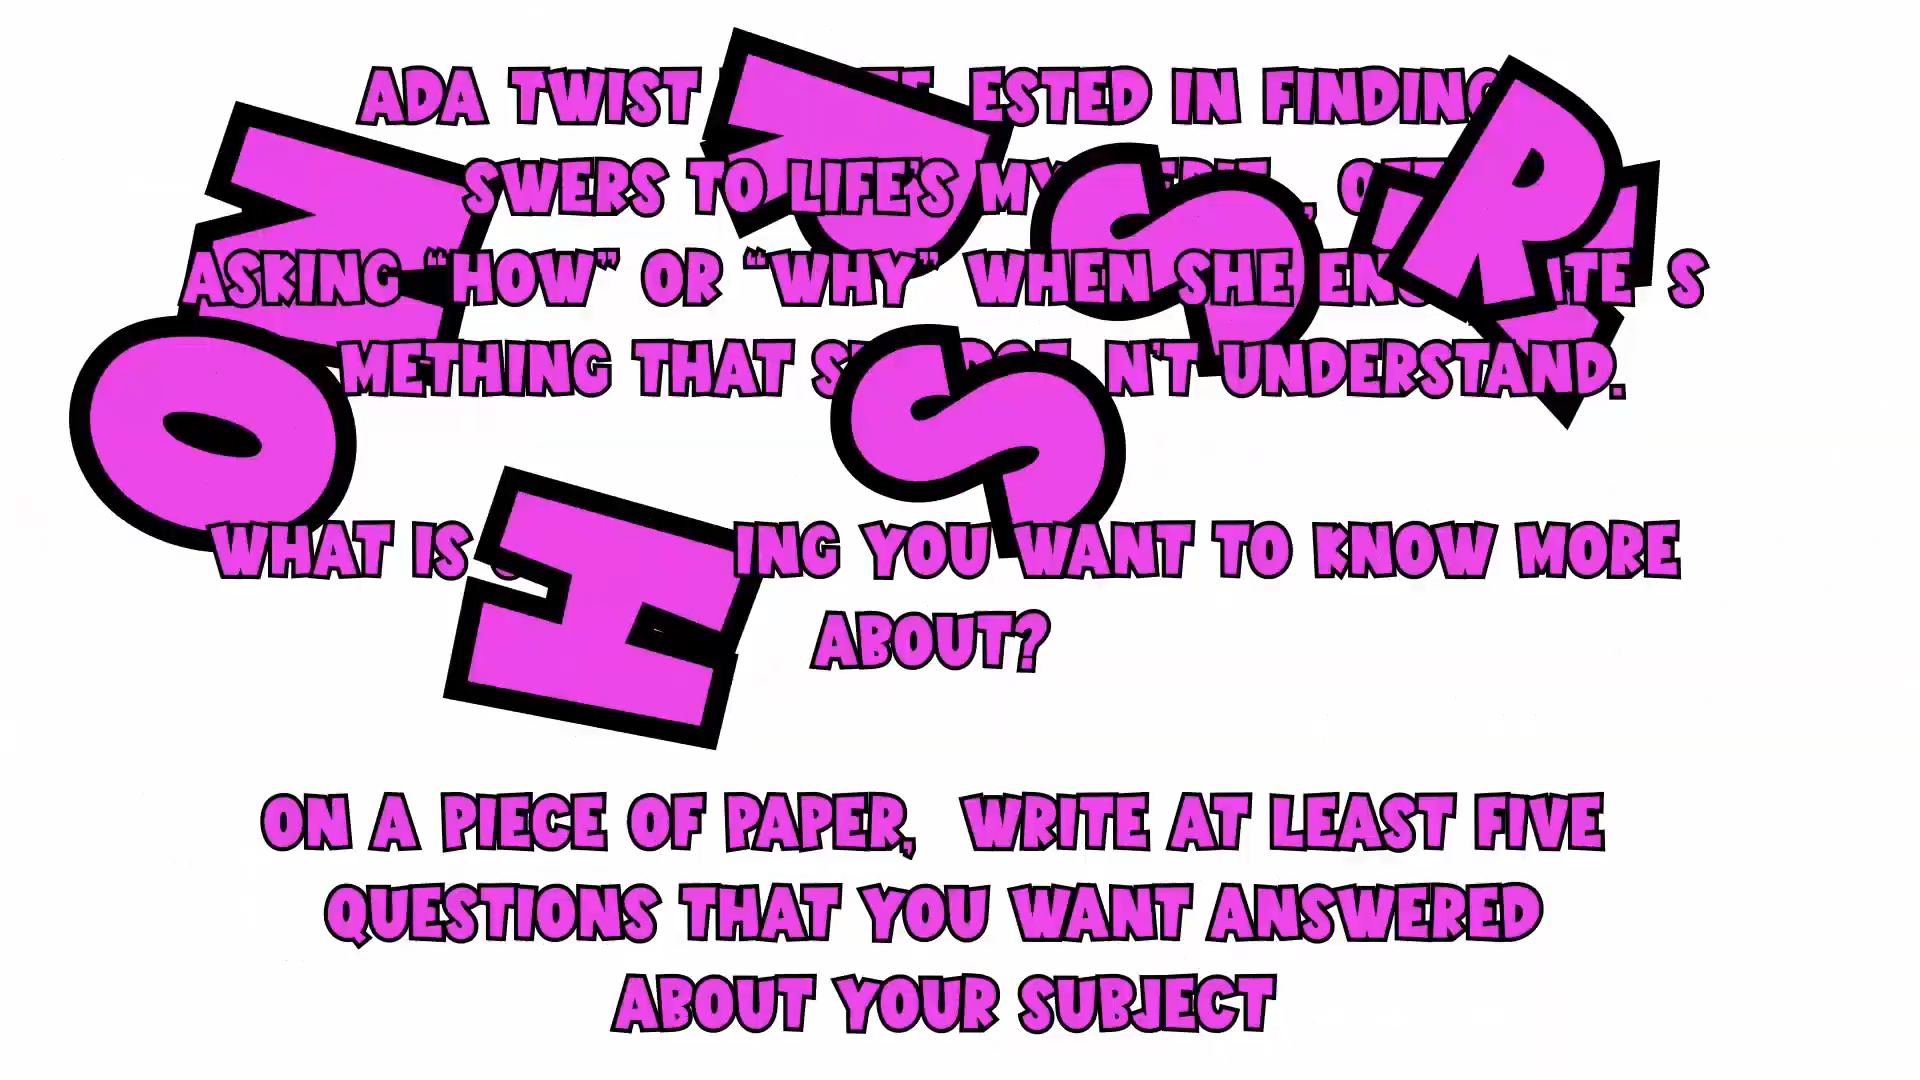 ADA TWIST ESTED IN FINDING
SWERS TO LIFE'S
ASKING “HOW” OR “WHY” WHEN SHE S
METHING THAT N'T UNDERSTAND.
WHAT IS ING YOU WANT TO KNOW MORE
ABOUT?
ON A PIECE OF PAPER, WRITE AT LEAST FIVE
QUESTIONS THAT YOU WANT ANSWERED
ABOUT YOUR SUBJECT